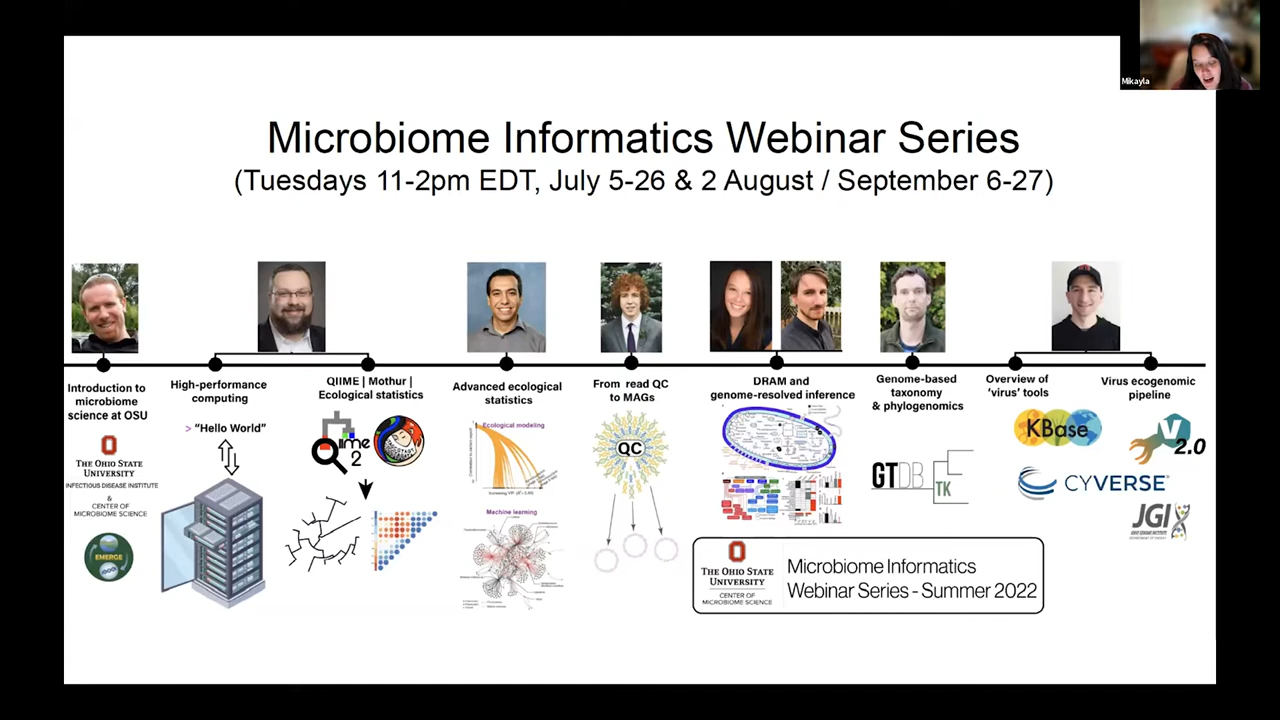 Mikayla
Microbiome Informatics Webinar Series
(Tuesdays 11-2pm EDT, July 5-26 & 2 August / September 6-27)
Introduction to
microbiome
science at OSU
High-performance
computing
QIIME | Mothur |
Ecological statistics
Advanced ecological
statistics
From read QC
to MAGs
DRAM and
genome-resolved inference
Genome-based
taxonomy
& phylogenomics
Overview of
'virus' tools
Virus ecogenomic
pipeline
THE OHIO STATE
UNIVERSITY
INFECTIOUS DISEASE INSTITUTE
&
CENTER OF
MICROBIOME SCIENCE
EMERGE
> "Hello World"
qiime
2
Ecological modeling
Machine learning
QC
GTDB
TK
KBase
CYVERSE
JGI
V
2.0
THE OHIO STATE
UNIVERSITY
CENTER OF
MICROBIOME SCIENCE
Microbiome Informatics
Webinar Series - Summer 2022